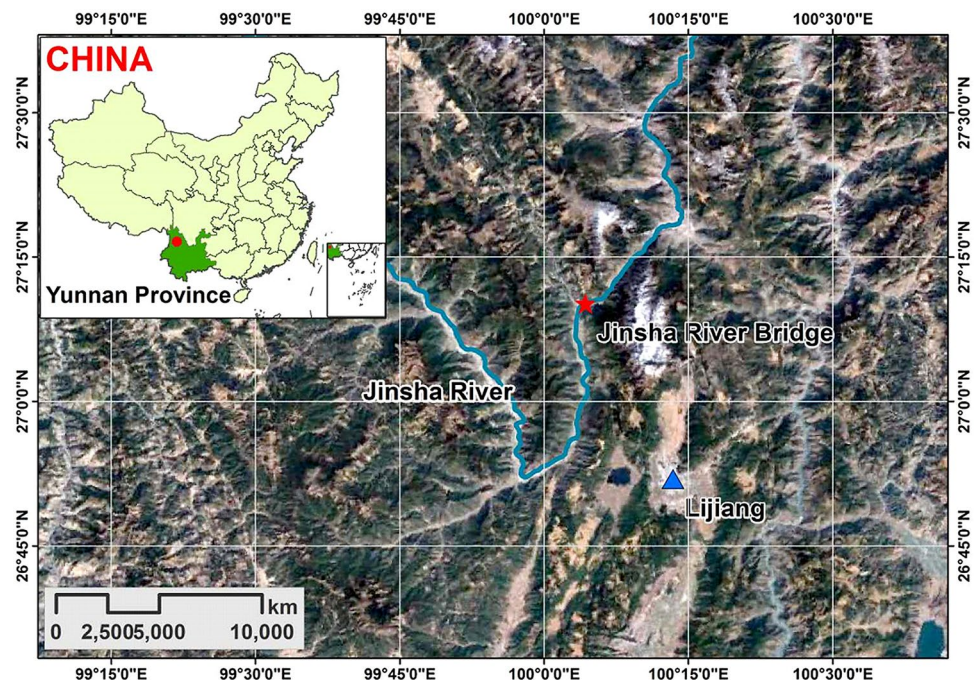 99°15'0"E 99°30'0"E 99°45'0"E 100°0'0"E 100°15'0"E 100°30'0"E
CHINA
Yunnan Province
27°30'0"N
27°15'0"N
27°0'0"N
26°45'0"N
27°30'0"N
27°15'0"N
27°0'0"N
26°45'0"N
Jinsha River Bridge
Jinsha River
Lijiang
km
0 2,500 5,000 10,000
99°15'0"E 99°30'0"E 99°45'0"E 100°0'0"E 100°15'0"E 100°30'0"E